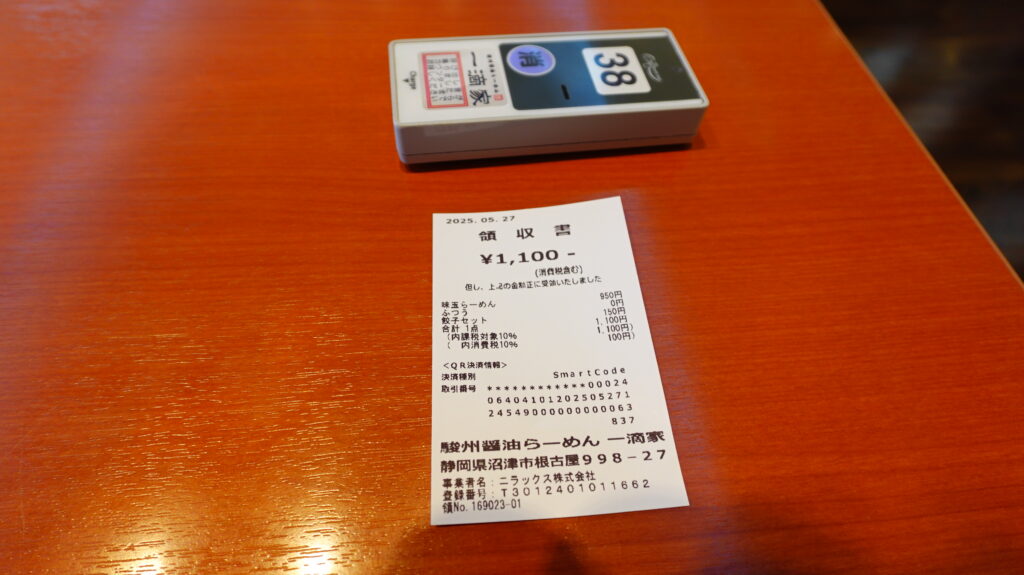 38
消
一滴家
Charge
2025.05.27
領収書
¥1,100-
(消費税含む)
但し、上記の金額正に受領いたしました
味玉らーめん 950円
ふつう 0円
餃子セット 150円
合計 1点 1,100円
(内課税対象10% 1,100円)
( 内消費税10% 100円)
<QR決済情報>
決済種別 SmartCode
取引番号 ************00024
06404101202505271
24549000000000063
837
駿州醤油らーめん 一滴家
静岡県沼津市根古屋998-27
事業者名:ニラックス株式会社
登録番号:T3012401011662
領No.169023-01